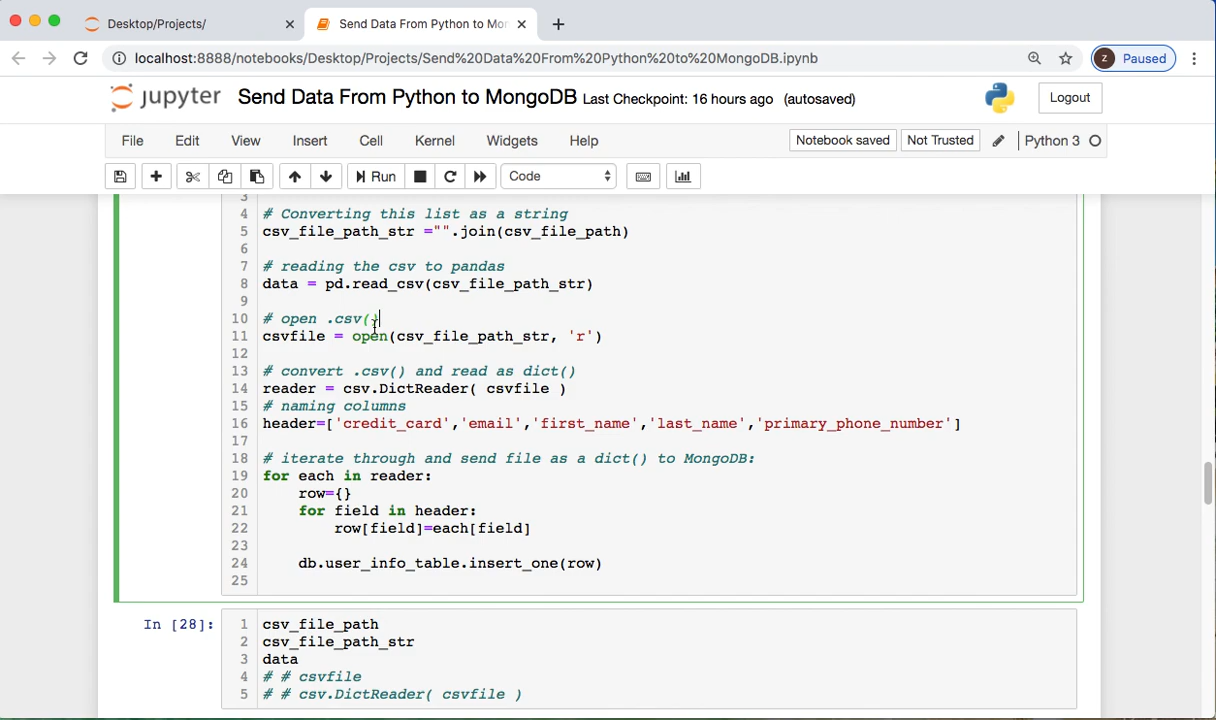 Desktop/Projects/
Send Data From Python to Mor
localhost:8888/notebooks/Desktop/Projects/Send%20Data%20From%20Python%20to%20MongoDB.ipynb
Z Paused
jupyter Send Data From Python to MongoDB Last Checkpoint: 16 hours ago (autosaved)
Logout
File Edit View Insert Cell Kernel Widgets Help Notebook saved Not Trusted Python 3
Run Code
3
4 # Converting this list as a string
5 csv_file_path_str ="".join(csv_file_path)
6
7 # reading the csv to pandas
8 data = pd.read_csv(csv_file_path_str)
9
10 # open .csv()
11 csvfile = open(csv_file_path_str, 'r')
12
13 # convert .csv() and read as dict()
14 reader = csv.DictReader( csvfile )
15 # naming columns
16 header=['credit_card','email','first_name','last_name','primary_phone_number']
17
18 # iterate through and send file as a dict() to MongoDB:
19 for each in reader:
20     row={}
21     for field in header:
22         row[field]=each[field]
23
24     db.user_info_table.insert_one(row)
25
In [28]:
1 csv_file_path
2 csv_file_path_str
3 data
4 # # csvfile
5 # # csv.DictReader( csvfile )